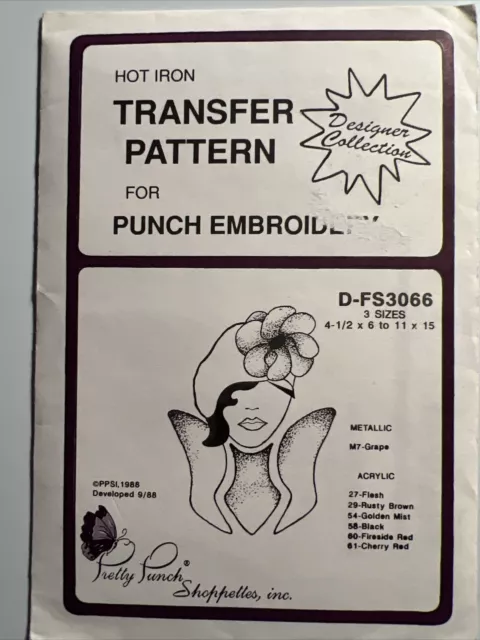 HOT IRON
TRANSFER
PATTERN
FOR
PUNCH EMBROIDERY
Designer
Collection
D-FS3066
3 SIZES
4-1/2 x 6 to 11 x 15
METALLIC
M7-Grape
ACRYLIC
27-Flesh
29-Rusty Brown
54-Golden Mist
58-Black
60-Fireside Red
61-Cherry Red
©PPSI,1988
Developed 9/88
Pretty Punch®
Shoppettes, inc.